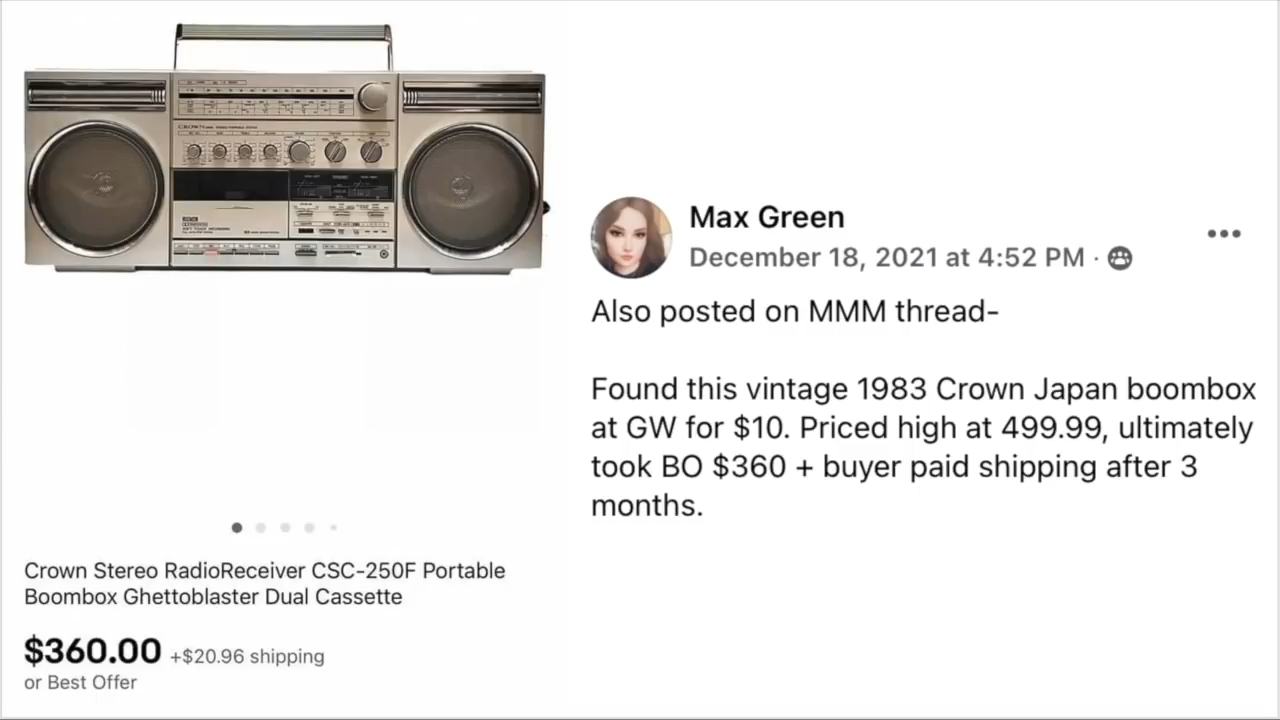 CROWN
Max Green
December 18, 2021 at 4:52 PM ·
Also posted on MMM thread-
Found this vintage 1983 Crown Japan boombox
at GW for $10. Priced high at 499.99, ultimately
took BO $360 + buyer paid shipping after 3
months.
Crown Stereo RadioReceiver CSC-250F Portable
Boombox Ghettoblaster Dual Cassette
$360.00 +$20.96 shipping
or Best Offer